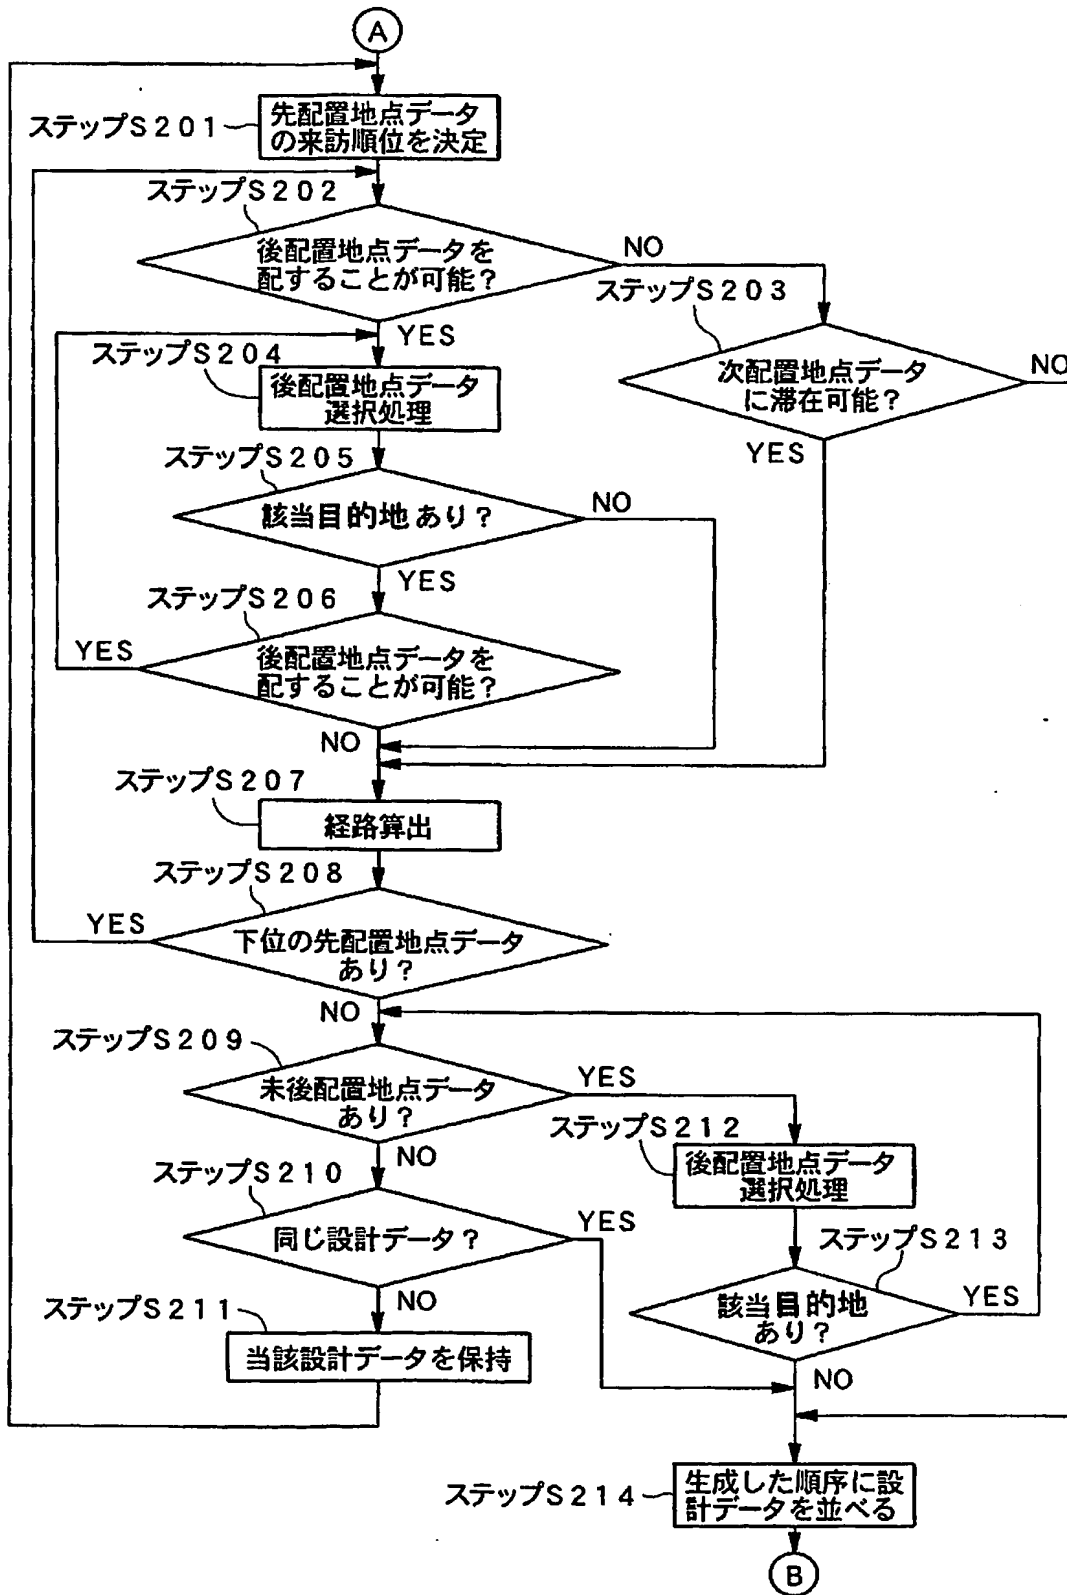 A
ステップS201
先配置地点データ
の来訪順位を決定
ステップS202
後配置地点データを
配することが可能？
NO
YES
ステップS203
次配置地点データ
に滞在可能？
NO
YES
ステップS204
後配置地点データ
選択処理
ステップS205
該当目的地あり？
NO
YES
ステップS206
後配置地点データを
配することが可能？
YES
NO
ステップS207
経路算出
ステップS208
下位の先配置地点データ
あり？
YES
NO
ステップS209
未後配置地点データ
あり？
YES
NO
ステップS212
後配置地点データ
選択処理
ステップS210
同じ設計データ？
YES
NO
ステップS213
該当目的地
あり？
YES
NO
ステップS211
当該設計データを保持
ステップS214
生成した順序に設
計データを並べる
B